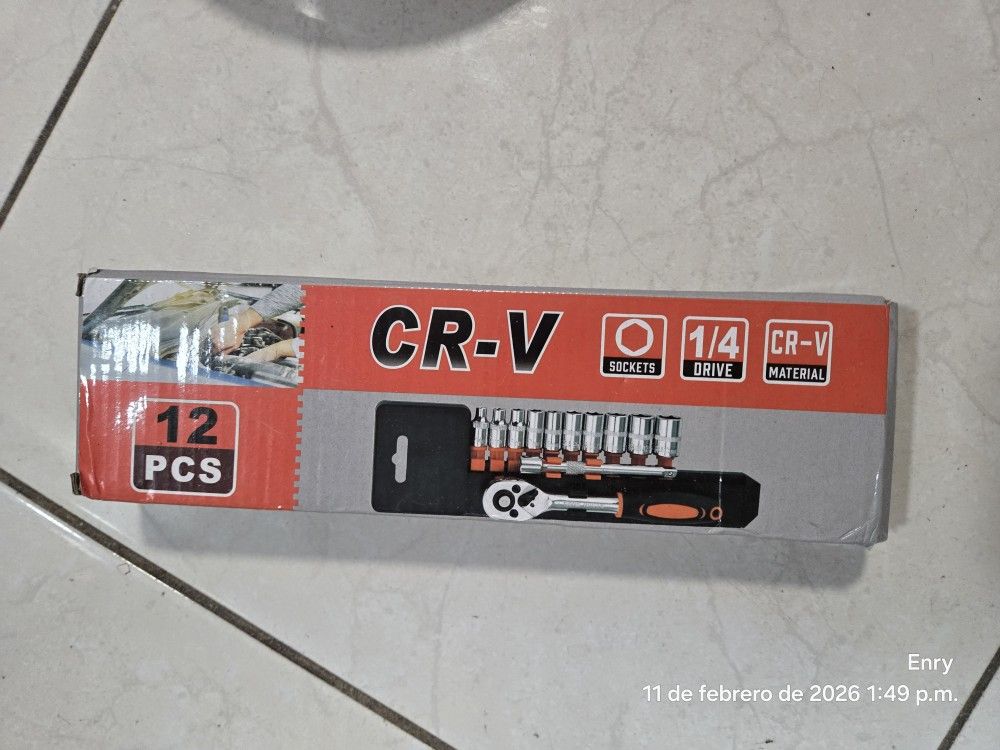 CR-V
SOCKETS
1/4
DRIVE
CR-V
MATERIAL
12
PCS
Enry
11 de febrero de 2026 1:49 p.m.